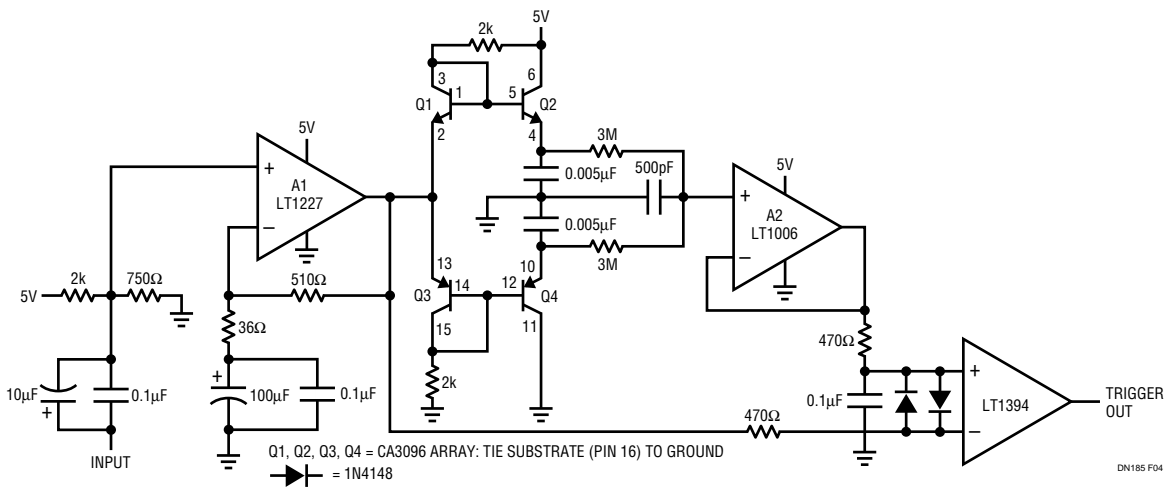 2k
5V
3
1
5
6
Q1
Q2
2
4
5V
3M
0.005µF
500pF
5V
+
A1
LT1227
–
+
A2
LT1006
–
0.005µF
3M
13
14
12
10
Q3
Q4
15
11
2k
5V
2k
750Ω
510Ω
36Ω
10µF
+
0.1µF
+
100µF
0.1µF
INPUT
470Ω
0.1µF
470Ω
+
LT1394
–
TRIGGER
OUT
Q1, Q2, Q3, Q4 = CA3096 ARRAY: TIE SUBSTRATE (PIN 16) TO GROUND
= 1N4148
DN185 F04